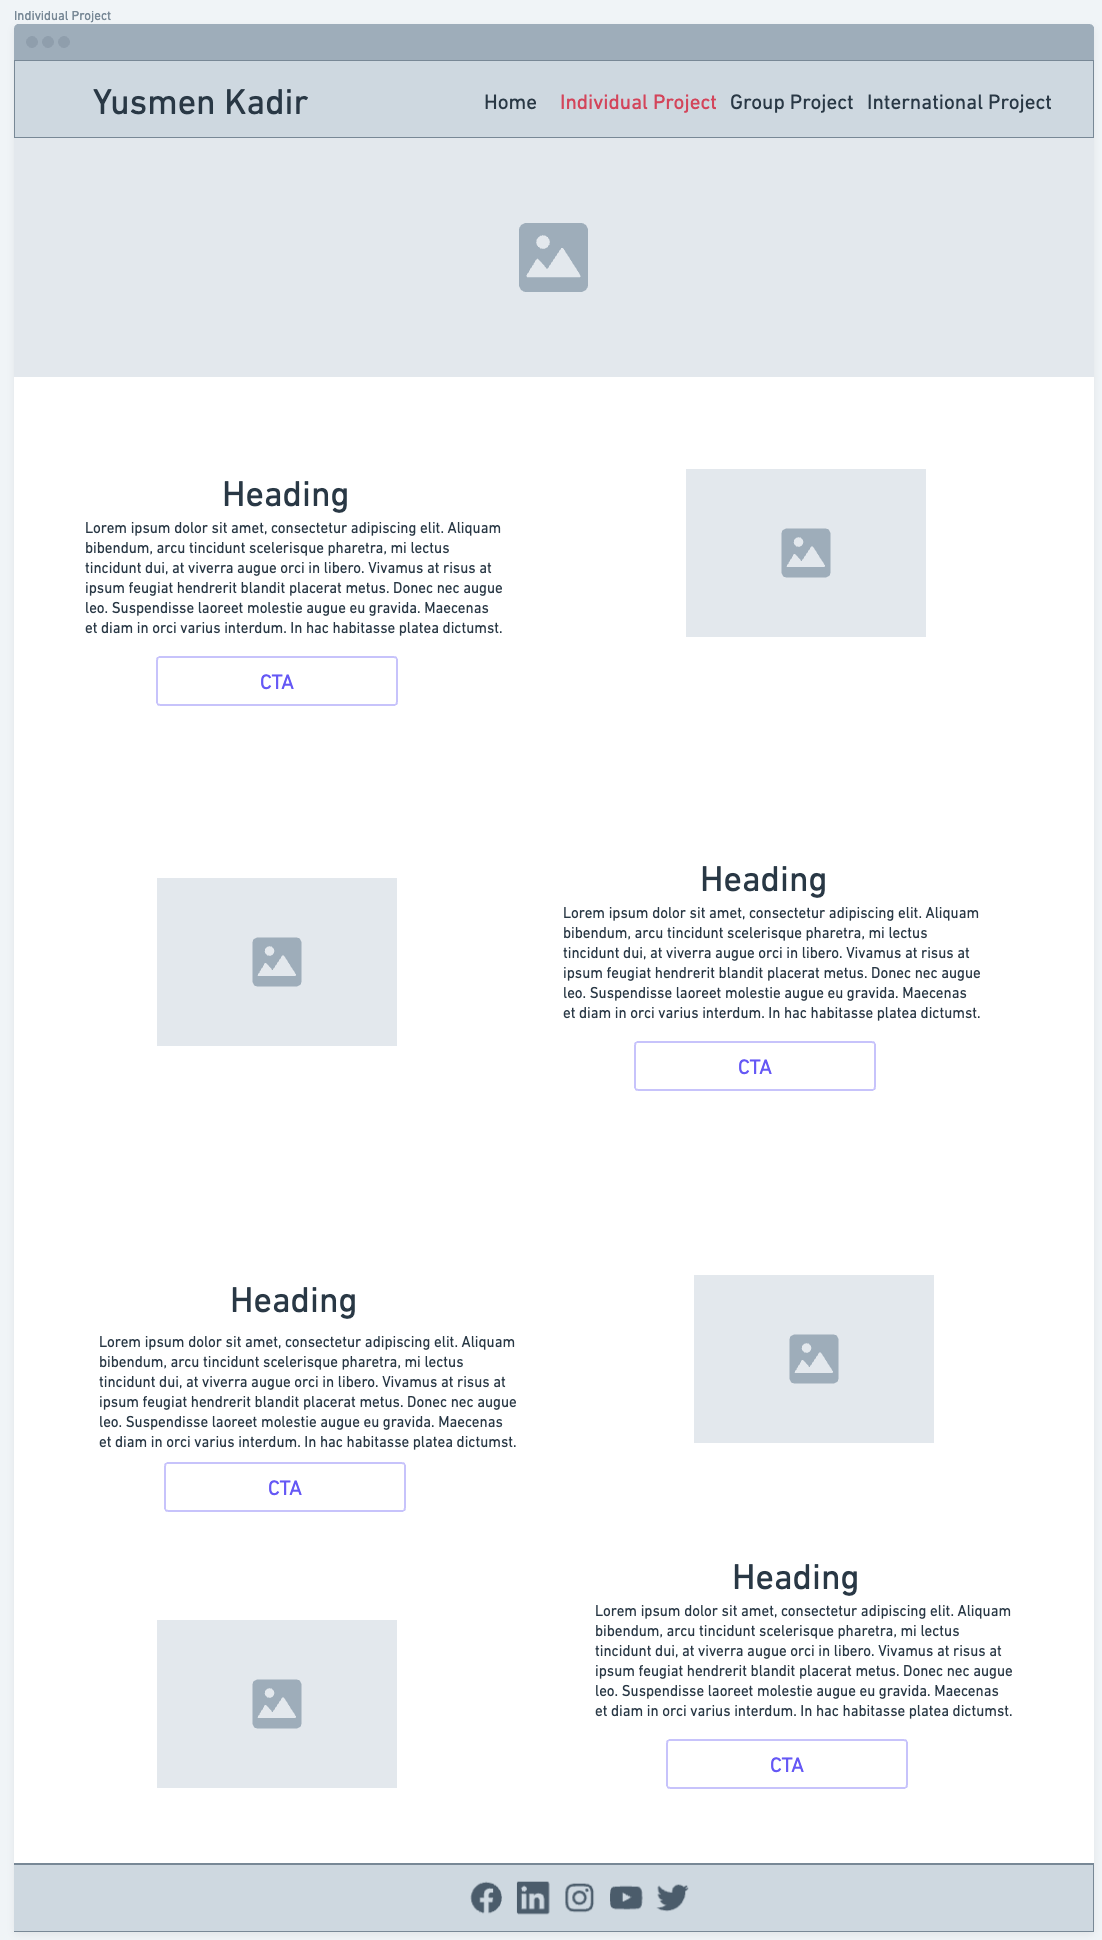 Individual Project
Yusmen Kadir
Home Individual Project Group Project International Project
Heading
Lorem ipsum dolor sit amet, consectetur adipiscing elit. Aliquam
bibendum, arcu tincidunt scelerisque pharetra, mi lectus
tincidunt dui, at viverra augue orci in libero. Vivamus at risus at
ipsum feugiat hendrerit blandit placerat metus. Donec nec augue
leo. Suspendisse laoreet molestie augue eu gravida. Maecenas
et diam in orci varius interdum. In hac habitasse platea dictumst.
CTA
Heading
Lorem ipsum dolor sit amet, consectetur adipiscing elit. Aliquam
bibendum, arcu tincidunt scelerisque pharetra, mi lectus
tincidunt dui, at viverra augue orci in libero. Vivamus at risus at
ipsum feugiat hendrerit blandit placerat metus. Donec nec augue
leo. Suspendisse laoreet molestie augue eu gravida. Maecenas
et diam in orci varius interdum. In hac habitasse platea dictumst.
CTA
Heading
Lorem ipsum dolor sit amet, consectetur adipiscing elit. Aliquam
bibendum, arcu tincidunt scelerisque pharetra, mi lectus
tincidunt dui, at viverra augue orci in libero. Vivamus at risus at
ipsum feugiat hendrerit blandit placerat metus. Donec nec augue
leo. Suspendisse laoreet molestie augue eu gravida. Maecenas
et diam in orci varius interdum. In hac habitasse platea dictumst.
CTA
Heading
Lorem ipsum dolor sit amet, consectetur adipiscing elit. Aliquam
bibendum, arcu tincidunt scelerisque pharetra, mi lectus
tincidunt dui, at viverra augue orci in libero. Vivamus at risus at
ipsum feugiat hendrerit blandit placerat metus. Donec nec augue
leo. Suspendisse laoreet molestie augue eu gravida. Maecenas
et diam in orci varius interdum. In hac habitasse platea dictumst.
CTA